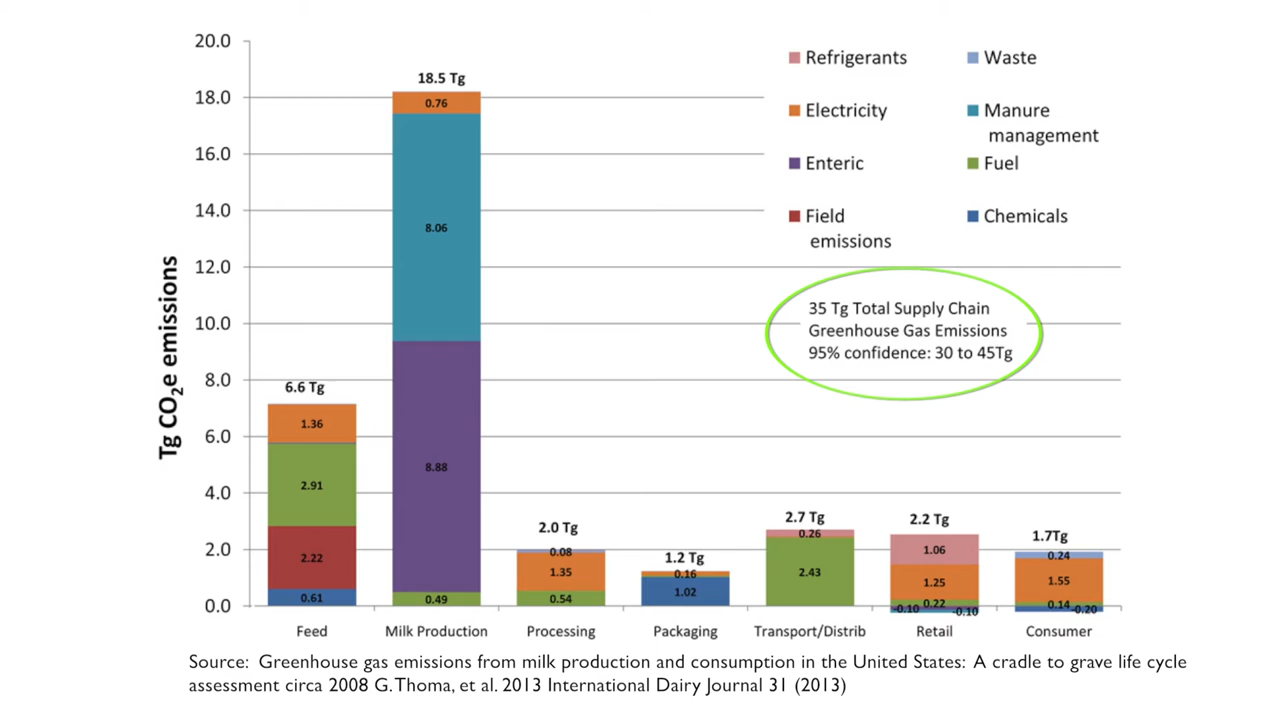 20.0
18.0
16.0
14.0
12.0
10.0
8.0
6.0
4.0
2.0
0.0
Tg CO2e emissions
6.6 Tg
1.36
2.91
2.22
0.61
18.5 Tg
0.76
8.06
8.88
0.49
2.0 Tg
0.08
1.35
0.54
1.2 Tg
0.16
1.02
2.7 Tg
0.26
2.43
2.2 Tg
1.06
1.25
0.22
-0.10
-0.10
1.7Tg
0.24
1.55
0.14
-0.20
Refrigerants
Waste
Electricity
Manure
management
Enteric
Fuel
Field
emissions
Chemicals
35 Tg Total Supply Chain
Greenhouse Gas Emissions
95% confidence: 30 to 45Tg
Feed
Milk Production
Processing
Packaging
Transport/Distrib
Retail
Consumer
Source: Greenhouse gas emissions from milk production and consumption in the United States: A cradle to grave life cycle
assessment circa 2008 G. Thoma, et al. 2013 International Dairy Journal 31 (2013)